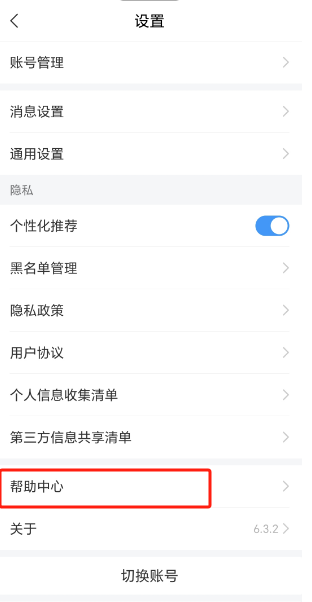 设置
账号管理
消息设置
通用设置
隐私
个性化推荐
黑名单管理
隐私政策
用户协议
个人信息收集清单
第三方信息共享清单
帮助中心
关于 6.3.2
切换账号